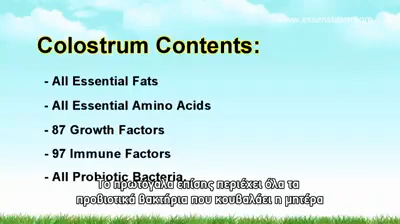 Colostrum Contents:
- All Essential Fats
- All Essential Amino Acids
- 87 Growth Factors
- 97 Immune Factors
- All Probiotic Bacteria
Το πρωτόγαλα επίσης περιέχει όλα τα
προβιοτικά βακτήρια που κουβαλάει η μητέρα